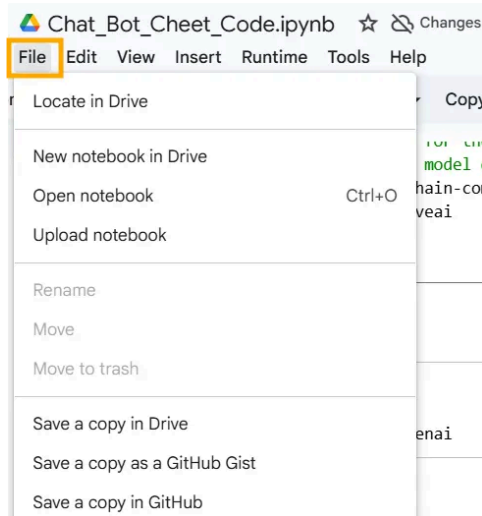 Chat_Bot_Cheet_Code.ipynb Changes
File Edit View Insert Runtime Tools Help
Locate in Drive
Copy
New notebook in Drive
model
Open notebook Ctrl+O
veai
Upload notebook
Rename
Move
Move to trash
Save a copy in Drive
enai
Save a copy as a GitHub Gist
Save a copy in GitHub